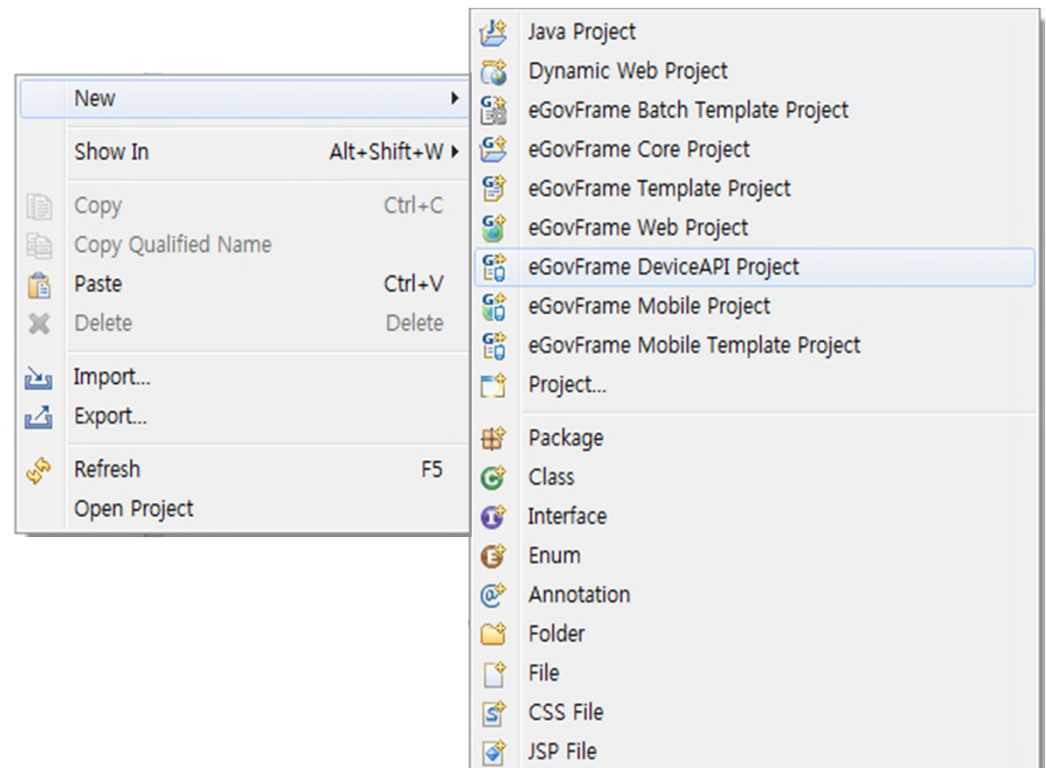 New
Show In Alt+Shift+W
Copy Ctrl+C
Copy Qualified Name
Paste Ctrl+V
Delete Delete
Import...
Export...
Refresh F5
Open Project
Java Project
Dynamic Web Project
eGovFrame Batch Template Project
eGovFrame Core Project
eGovFrame Template Project
eGovFrame Web Project
eGovFrame DeviceAPI Project
eGovFrame Mobile Project
eGovFrame Mobile Template Project
Project...
Package
Class
Interface
Enum
Annotation
Folder
File
CSS File
JSP File